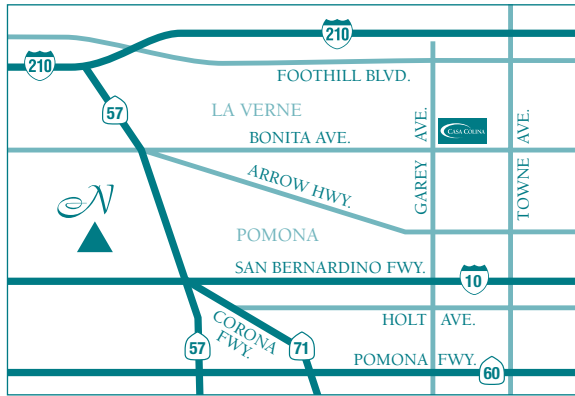 210
210
FOOTHILL BLVD.
57
LA VERNE
BONITA AVE.
GAREY AVE.
CASA COLINA
TOWNE AVE.
ARROW HWY.
N
POMONA
SAN BERNARDINO FWY.
10
CORONA
FWY.
HOLT AVE.
57
71
POMONA FWY.
60